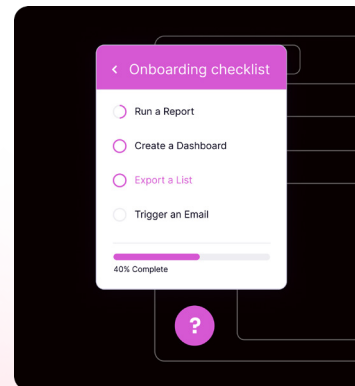 Onboarding checklist
Run a Report
Create a Dashboard
Export a List
Trigger an Email
40% Complete
?